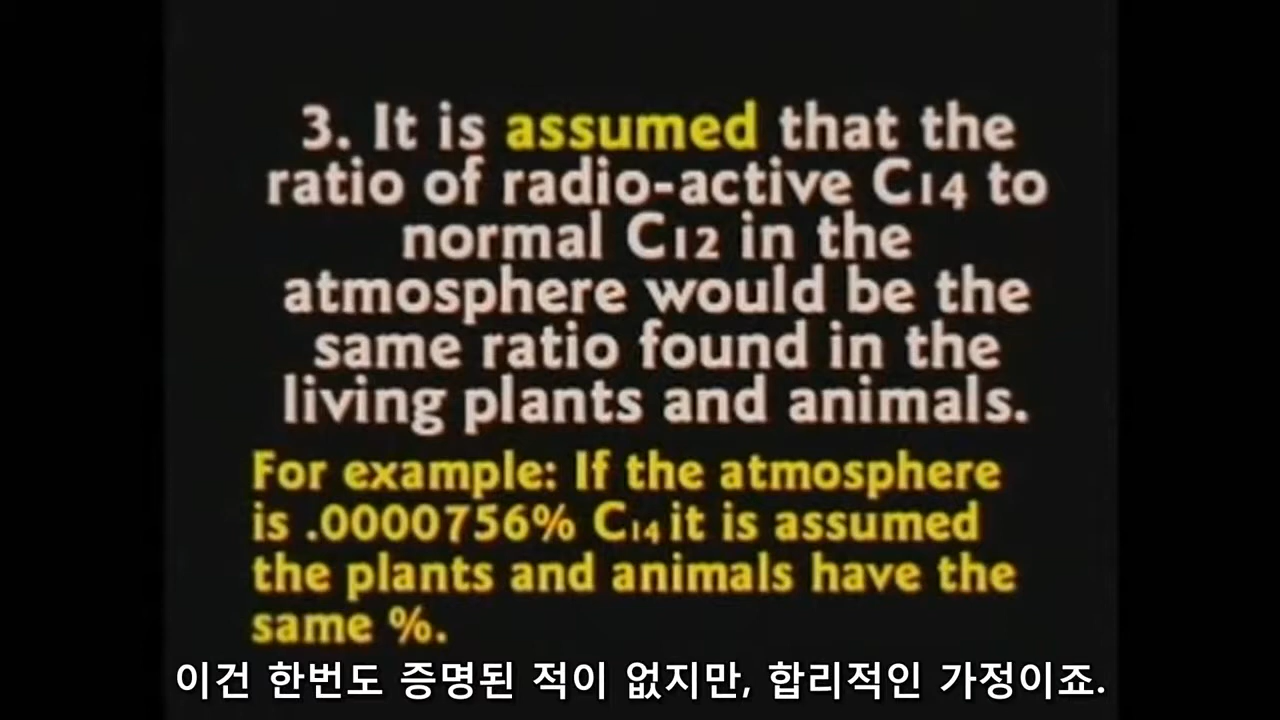 3. It is assumed that the
ratio of radio-active C14 to
normal C12 in the
atmosphere would be the
same ratio found in the
living plants and animals.
For example: If the atmosphere
is .0000756% C14 it is assumed
the plants and animals have the
same %.
이건 한번도 증명된 적이 없지만, 합리적인 가정이죠.